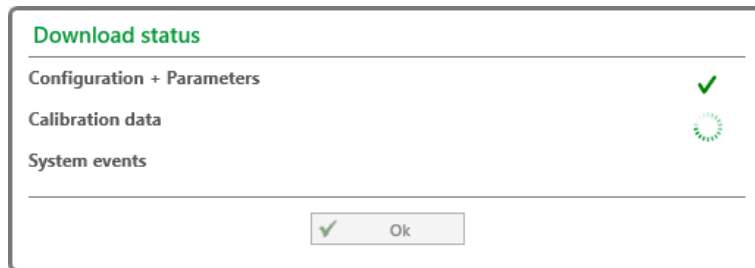 Download status
Configuration + Parameters
Calibration data
System events
Ok